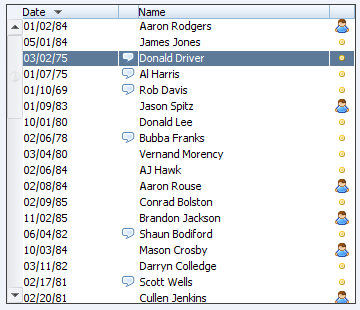 Date Name
01/02/84 Aaron Rodgers
05/01/84 James Jones
03/02/75 Donald Driver
01/07/75 Al Harris
01/10/69 Rob Davis
01/09/83 Jason Spitz
10/01/80 Donald Lee
02/06/78 Bubba Franks
03/04/80 Vernand Morency
02/06/84 AJ Hawk
02/08/84 Aaron Rouse
02/09/85 Conrad Bolston
11/02/85 Brandon Jackson
06/04/82 Shaun Bodiford
10/03/84 Mason Crosby
03/11/82 Darryn Colledge
02/17/81 Scott Wells
02/20/81 Cullen Jenkins